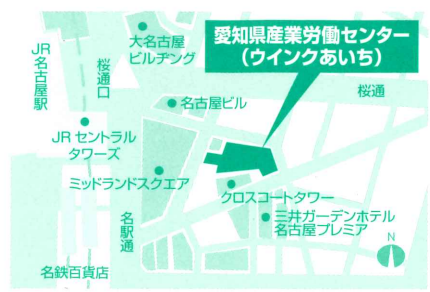 大名古屋
ビルヂング
愛知県産業労働センター
（ウインクあいち）
JR名古屋駅
桜通口
桜通
名古屋ビル
JRセントラル
タワーズ
ミッドランドスクエア
クロスコートタワー
三井ガーデンホテル
名古屋プレミア
名駅通
名鉄百貨店
N